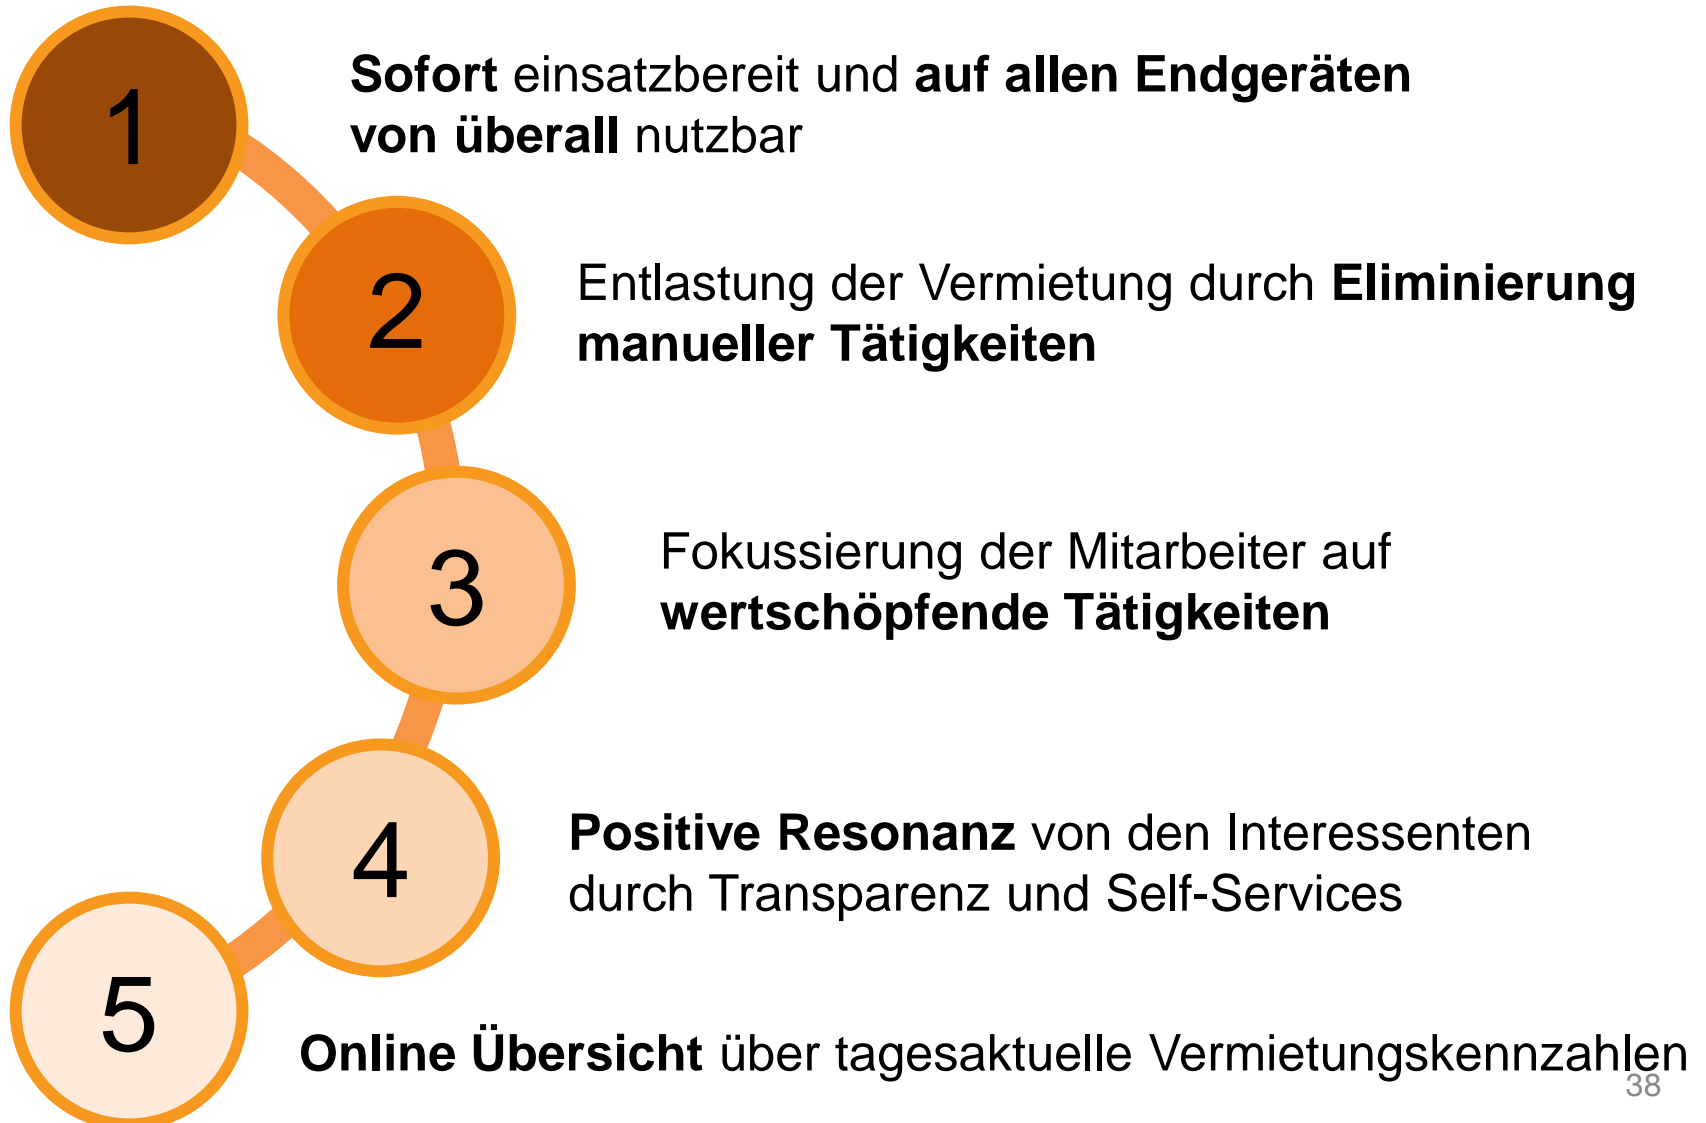 1
Sofort einsatzbereit und auf allen Endgeräten
von überall nutzbar
2
Entlastung der Vermietung durch Eliminierung
manueller Tätigkeiten
3
Fokussierung der Mitarbeiter auf
wertschöpfende Tätigkeiten
4
Positive Resonanz von den Interessenten
durch Transparenz und Self-Services
5
Online Übersicht über tagesaktuelle Vermietungskennzahlen
38